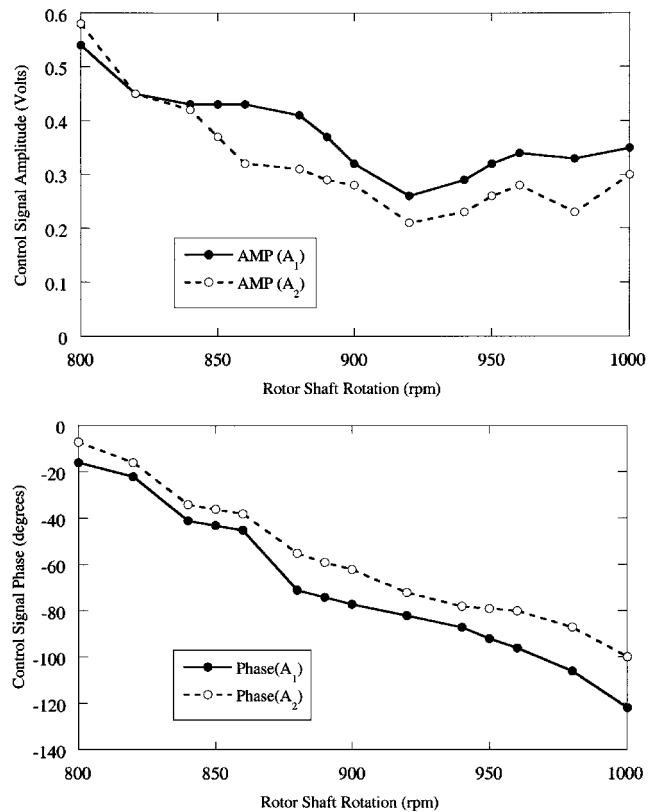 0.6
0.5
0.4
0.3
0.2
0.1
0
Control Signal Amplitude (Volts)
AMP (A1)
AMP (A2)
800 850 900 950 1000
Rotor Shaft Rotation (rpm)
0
-20
-40
-60
-80
-100
-120
-140
Control Signal Phase (degrees)
Phase(A1)
Phase(A2)
800 850 900 950 1000
Rotor Shaft Rotation (rpm)